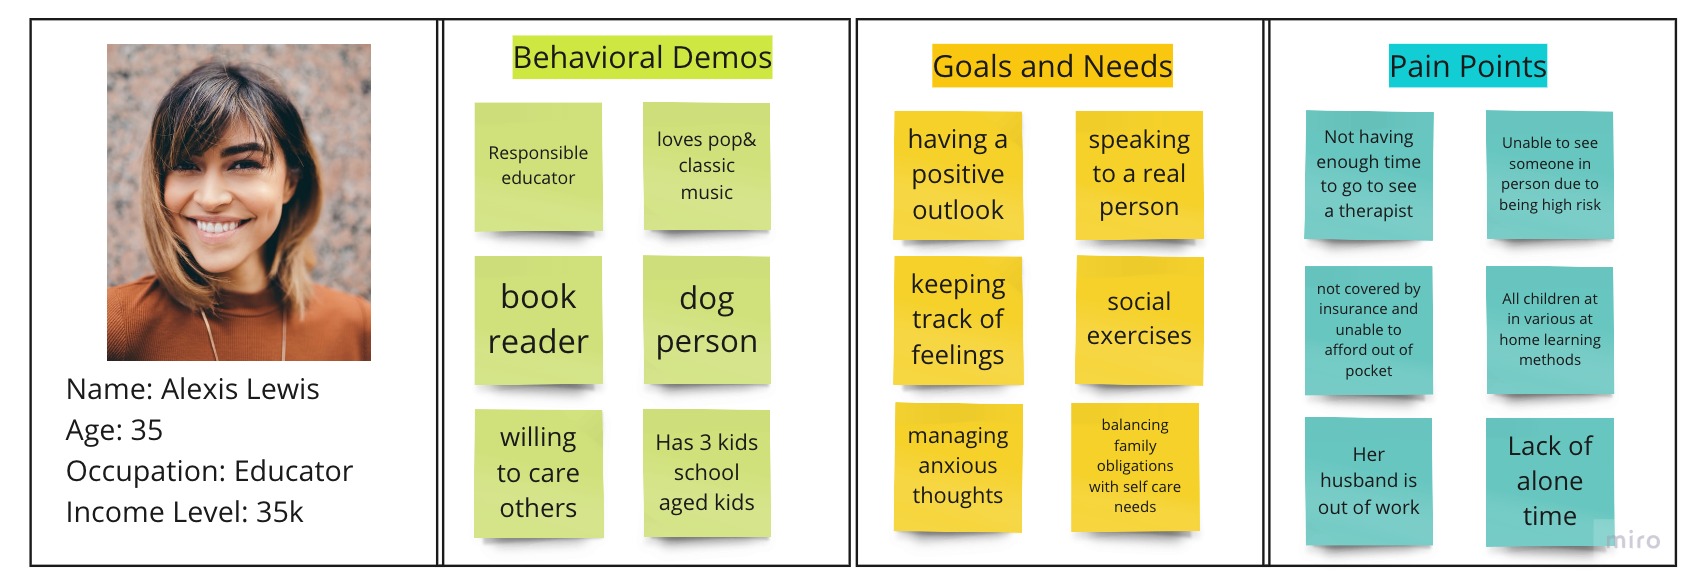 Name: Alexis Lewis
Age: 35
Occupation: Educator
Income Level: 35k
Behavioral Demos
Responsible
educator
loves pop&
classic
music
book
reader
dog
person
willing
to care
others
Has 3 kids
school
aged kids
Goals and Needs
having a
positive
outlook
speaking
to a real
person
keeping
track of
feelings
social
exercises
managing
anxious
thoughts
balancing
family
obligations
with self care
needs
Pain Points
Not having
enough time
to go to see
a therapist
Unable to see
someone in
person due to
being high risk
not covered by
insurance and
unable to
afford out of
pocket
All children at
in various at
home learning
methods
Her
husband is
out of work
Lack of
alone
time
miro